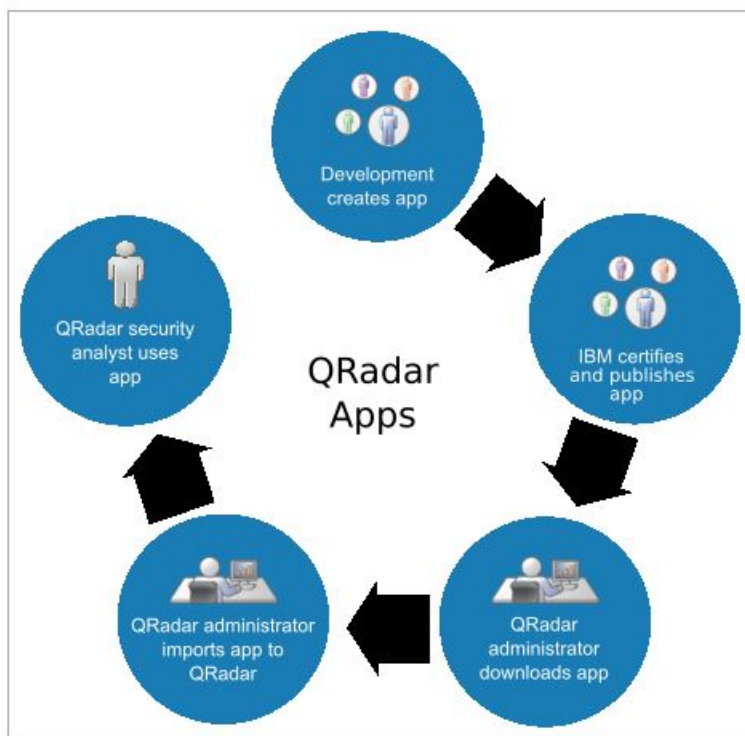 Development
creates app
IBM certifies
and publishes
app
QRadar
administrator
downloads app
QRadar administrator
imports app to
QRadar
QRadar security
analyst uses
app
QRadar
Apps